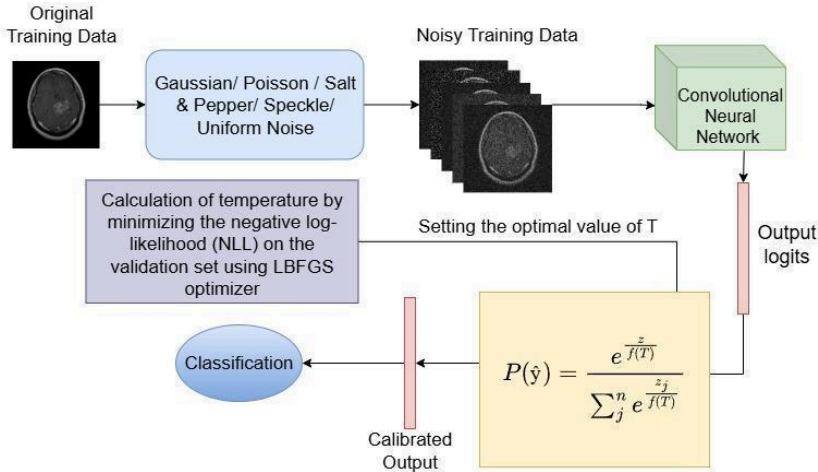 Original
Training Data
Gaussian/ Poisson / Salt
& Pepper/ Speckle/
Uniform Noise
Noisy Training Data
Convolutional
Neural
Network
Calculation of temperature by
minimizing the negative log-
likelihood (NLL) on the
validation set using LBFGS
optimizer
Setting the optimal value of T
Output
logits
Classification
Calibrated
Output
P(ŷ) = e^{z/f(T)} / ∑_j^n e^{z_j/f(T)}